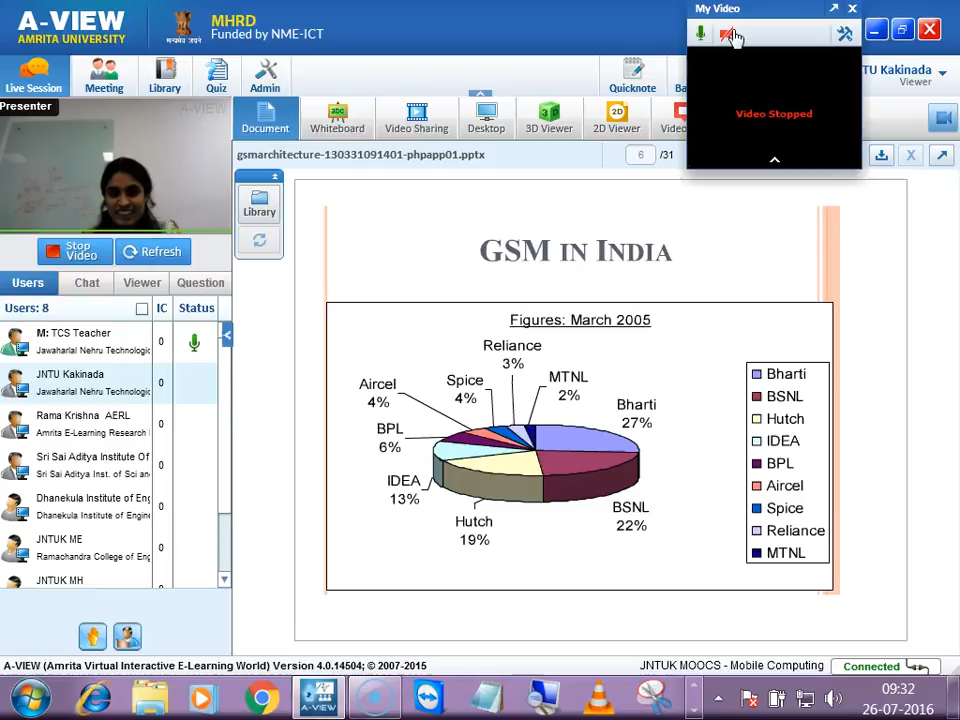 A-VIEW
AMRITA UNIVERSITY
MHRD
Funded by NME-ICT
My Video
Live Session
Meeting
Library
Quiz
Admin
Quicknote
TU Kakinada
Viewer
Video Stopped
Presenter
A-VIEW
Document
Whiteboard
Video Sharing
Desktop
3D Viewer
2D Viewer
Video
gsmarchitecture-130331091401-phpapp01.pptx
6 /31
Library
Stop Video
Refresh
Users
Chat
Viewer
Question
Users: 8
IC
Status
M: TCS Teacher
Jawaharlal Nehru Technologic
0
JNTU Kakinada
Jawaharlal Nehru Technologic
0
Rama Krishna AERL
Amrita E-Learning Research
0
Sri Sai Aditya Institute Of
Sri Sai Aditya Inst. of Sci and
0
Dhanekula Institute of Eng
Dhanekula Institute of Engine
0
JNTUK ME
Ramachandra College of Eng
0
JNTUK MH
GSM IN INDIA
Figures: March 2005
Reliance
3%
MTNL
2%
Spice
4%
Aircel
4%
Bharti
27%
BPL
6%
IDEA
13%
Hutch
19%
BSNL
22%
Bharti
BSNL
Hutch
IDEA
BPL
Aircel
Spice
Reliance
MTNL
A-VIEW (Amrita Virtual Interactive E-Learning World) Version 4.0.14504; © 2007-2015
JNTUK MOOCS - Mobile Computing
Connected
A-VIEW
09:32
26-07-2016